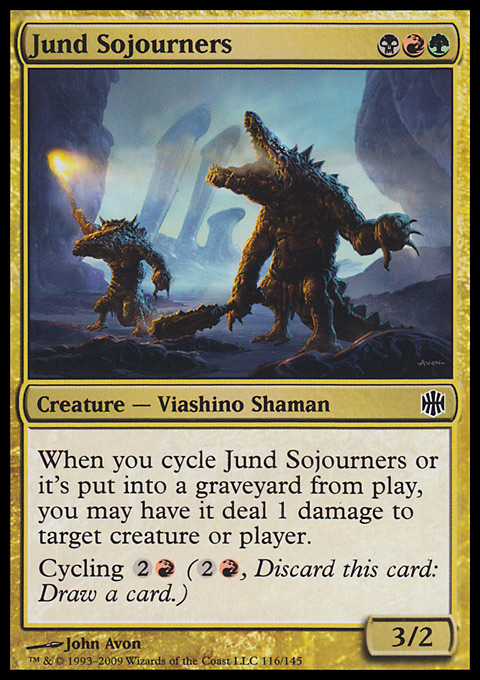 Jund Sojourners
AVON
Creature — Viashino Shaman
When you cycle Jund Sojourners or
it's put into a graveyard from play,
you may have it deal 1 damage to
target creature or player.
Cycling 2 (2, Discard this card:
Draw a card.)
3/2
John Avon
™ & © 1993–2009 Wizards of the Coast LLC 116/145